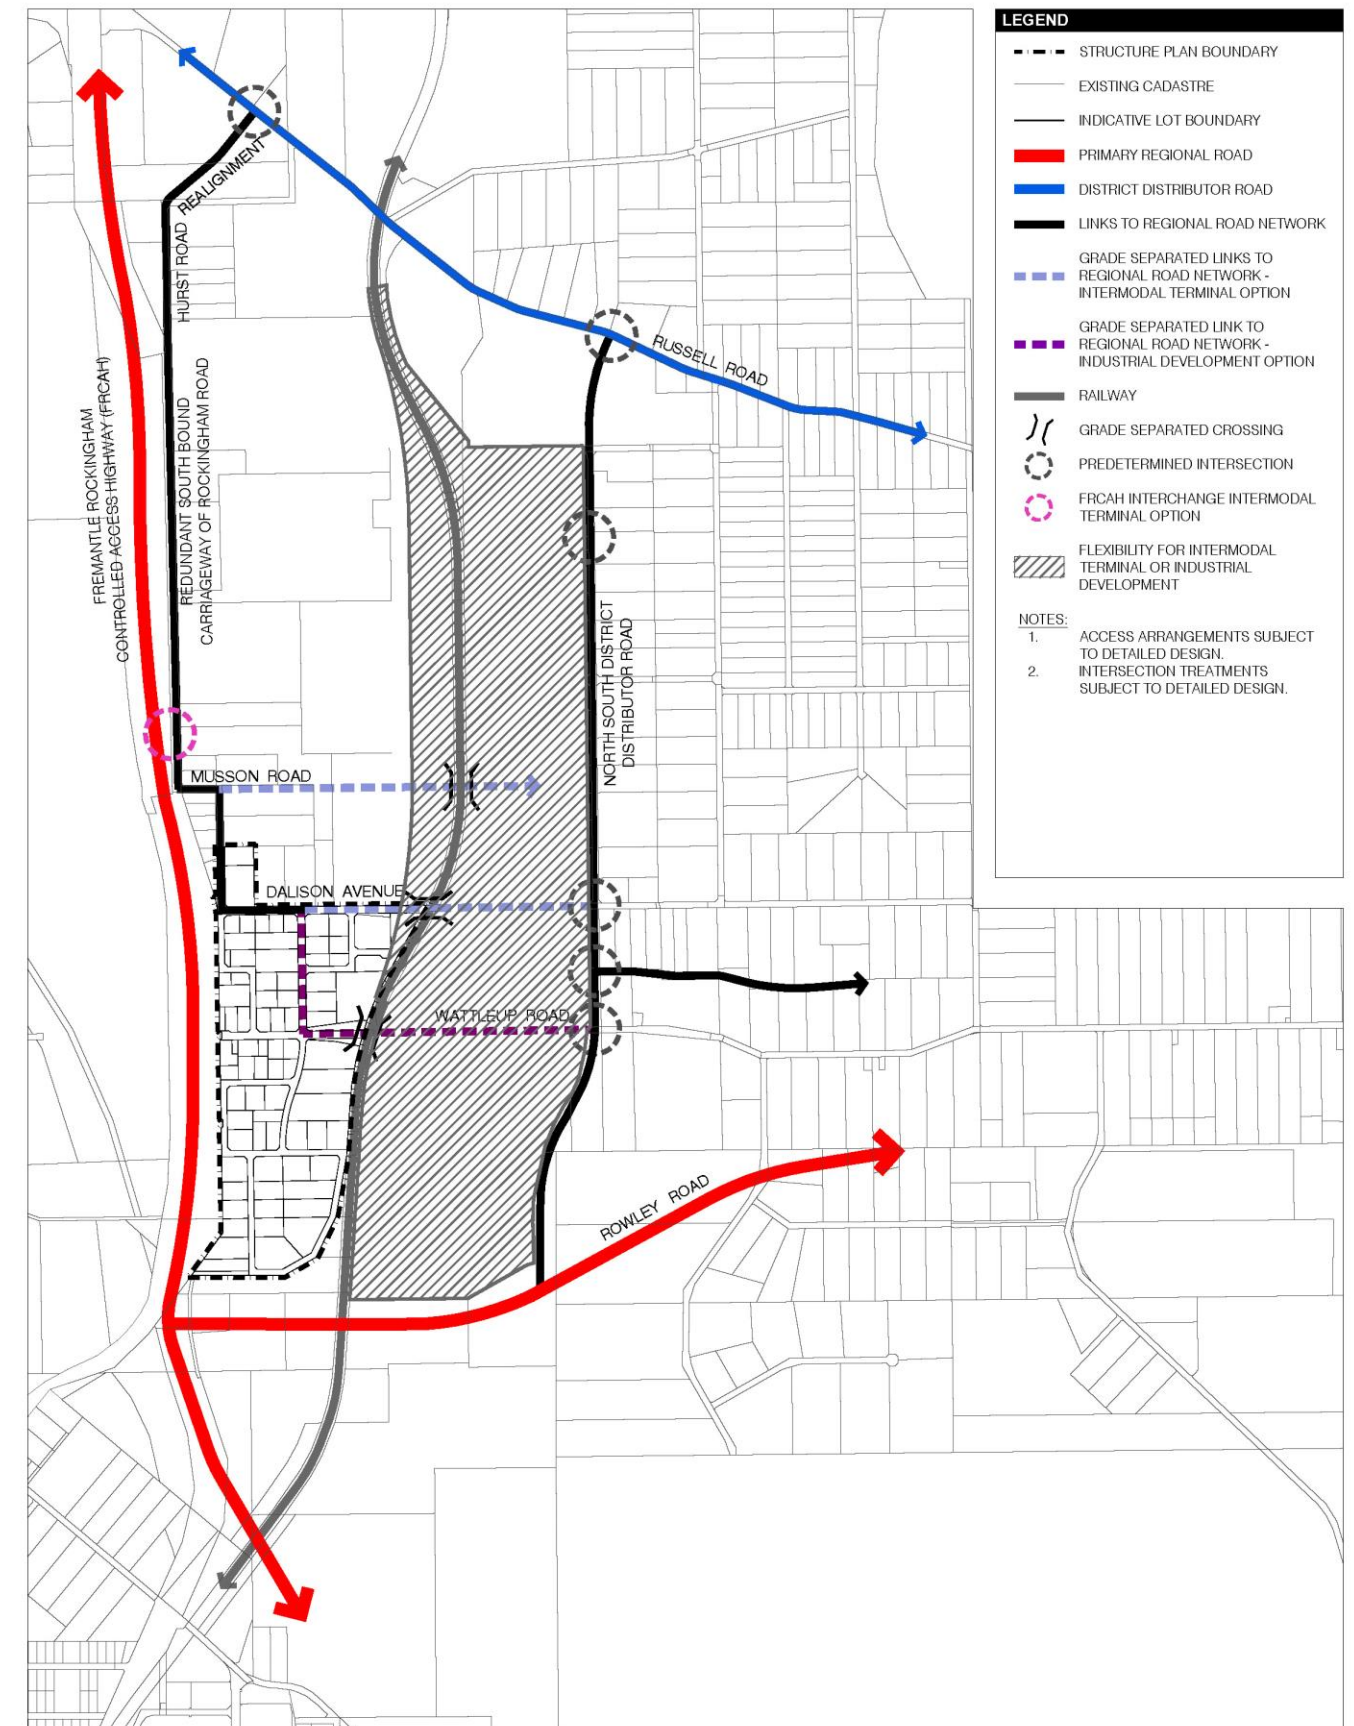 LEGEND
STRUCTURE PLAN BOUNDARY
EXISTING CADASTRE
INDICATIVE LOT BOUNDARY
PRIMARY REGIONAL ROAD
DISTRICT DISTRIBUTOR ROAD
LINKS TO REGIONAL ROAD NETWORK
GRADE SEPARATED LINKS TO
REGIONAL ROAD NETWORK -
INTERMODAL TERMINAL OPTION
GRADE SEPARATED LINK TO
REGIONAL ROAD NETWORK -
INDUSTRIAL DEVELOPMENT OPTION
RAILWAY
GRADE SEPARATED CROSSING
PREDETERMINED INTERSECTION
FRCAH INTERCHANGE INTERMODAL
TERMINAL OPTION
FLEXIBILITY FOR INTERMODAL
TERMINAL OR INDUSTRIAL
DEVELOPMENT
NOTES:
1. ACCESS ARRANGEMENTS SUBJECT
TO DETAILED DESIGN.
2. INTERSECTION TREATMENTS
SUBJECT TO DETAILED DESIGN.
HURST ROAD REALIGNMENT
RUSSELL ROAD
FREMANTLE ROCKINGHAM
CONTROLLED ACCESS HIGHWAY (FRCAH)
REDUNDANT SOUTH BOUND
CARRIAGEWAY OF ROCKINGHAM ROAD
NORTH SOUTH DISTRICT
DISTRIBUTOR ROAD
MUSSON ROAD
DALISON AVENUE
WATTLEUP ROAD
ROWLEY ROAD